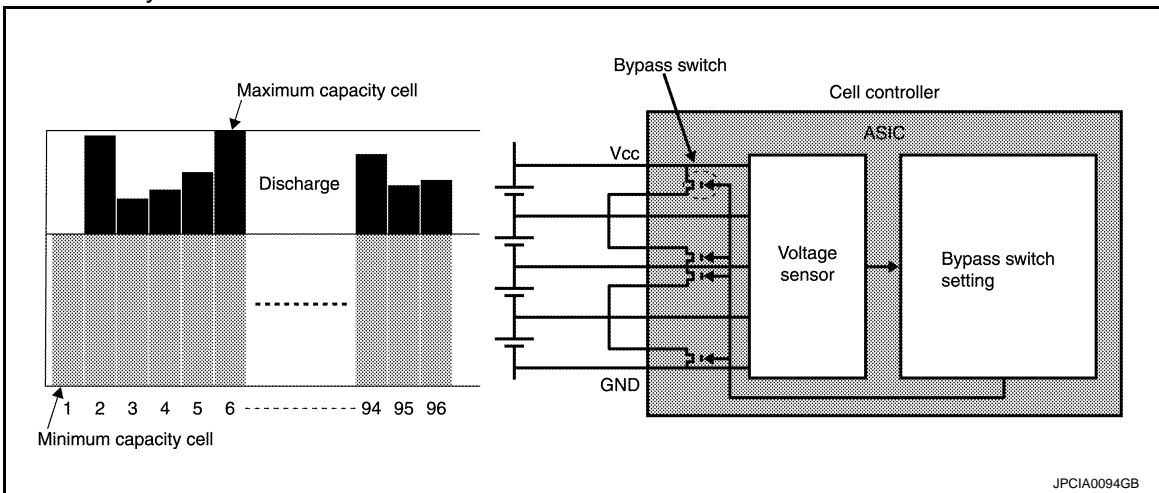 Maximum capacity cell
Discharge
1 2 3 4 5 6 94 95 96
Minimum capacity cell
Bypass switch
Cell controller
ASIC
Vcc
Voltage
sensor
Bypass switch
setting
GND
JPCIA0094GB